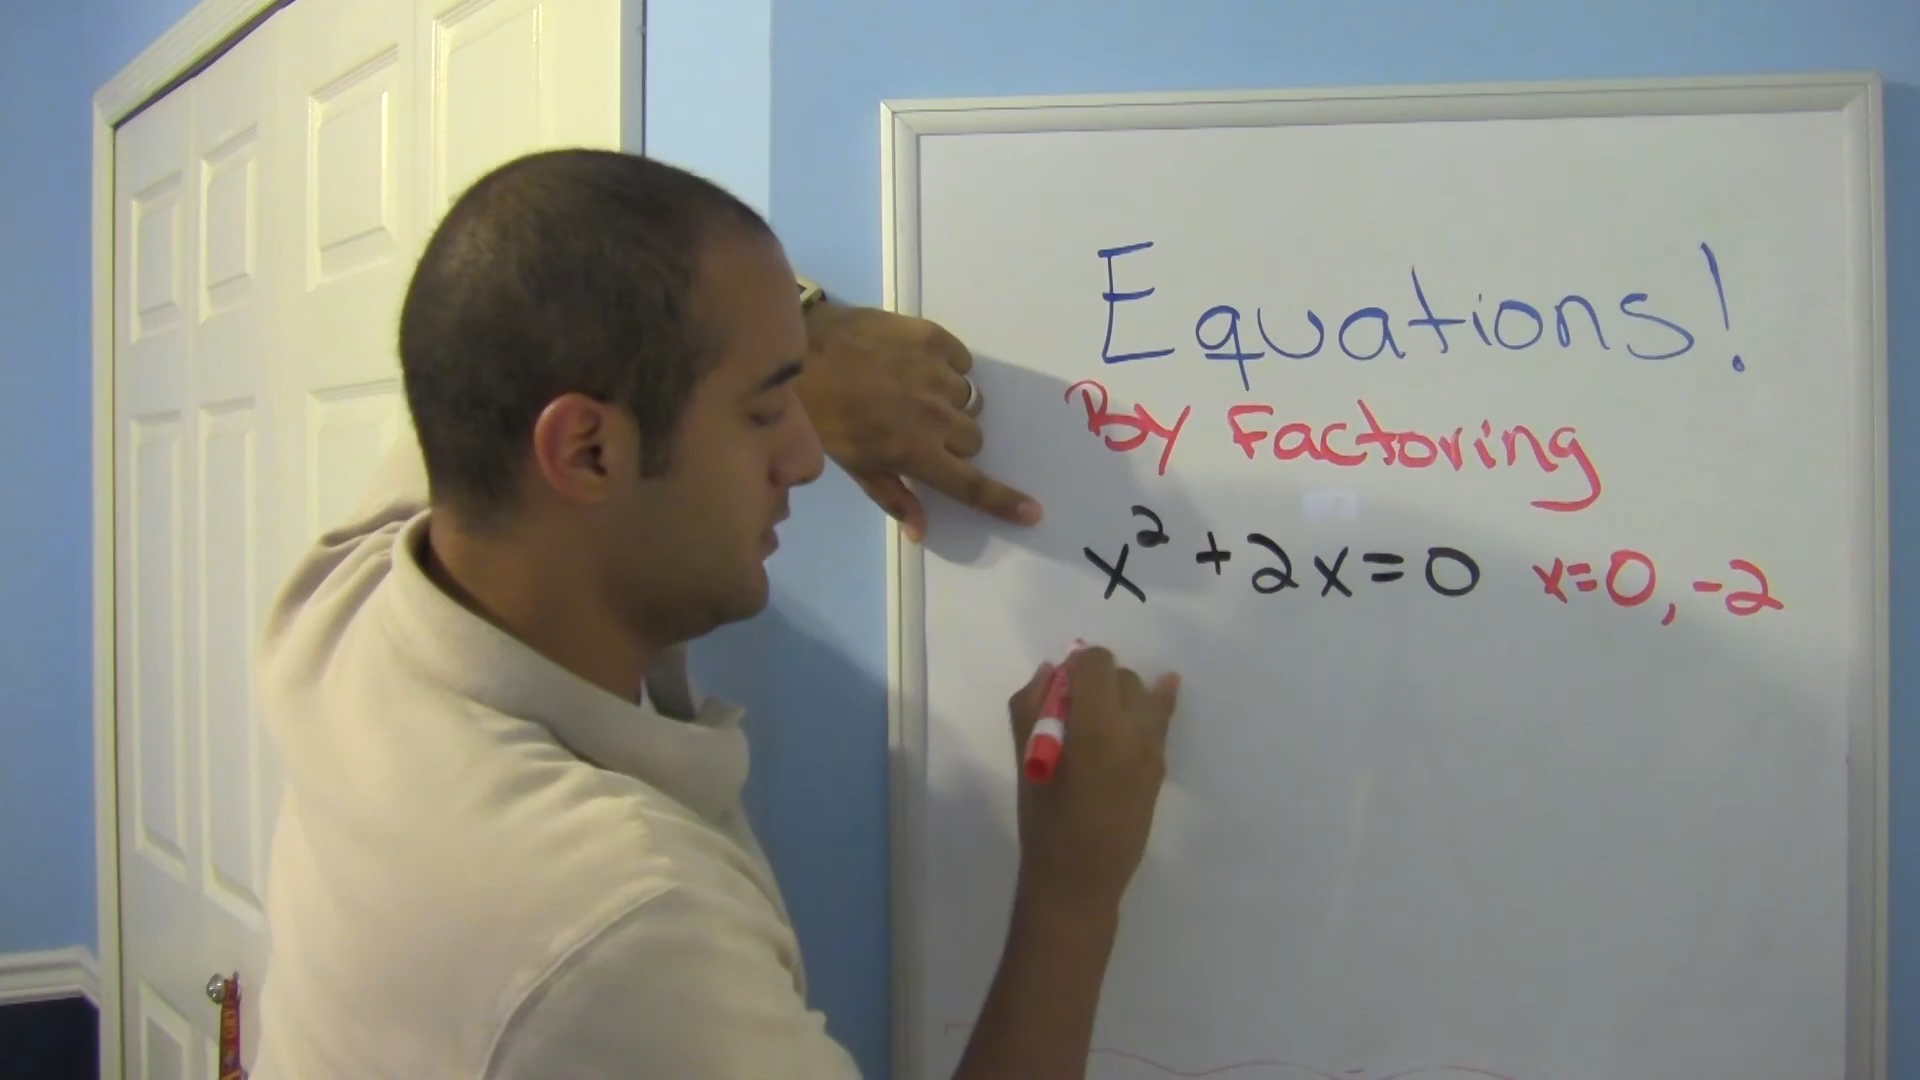 Equations!
By Factoring
x² + 2x = 0 x=0, -2